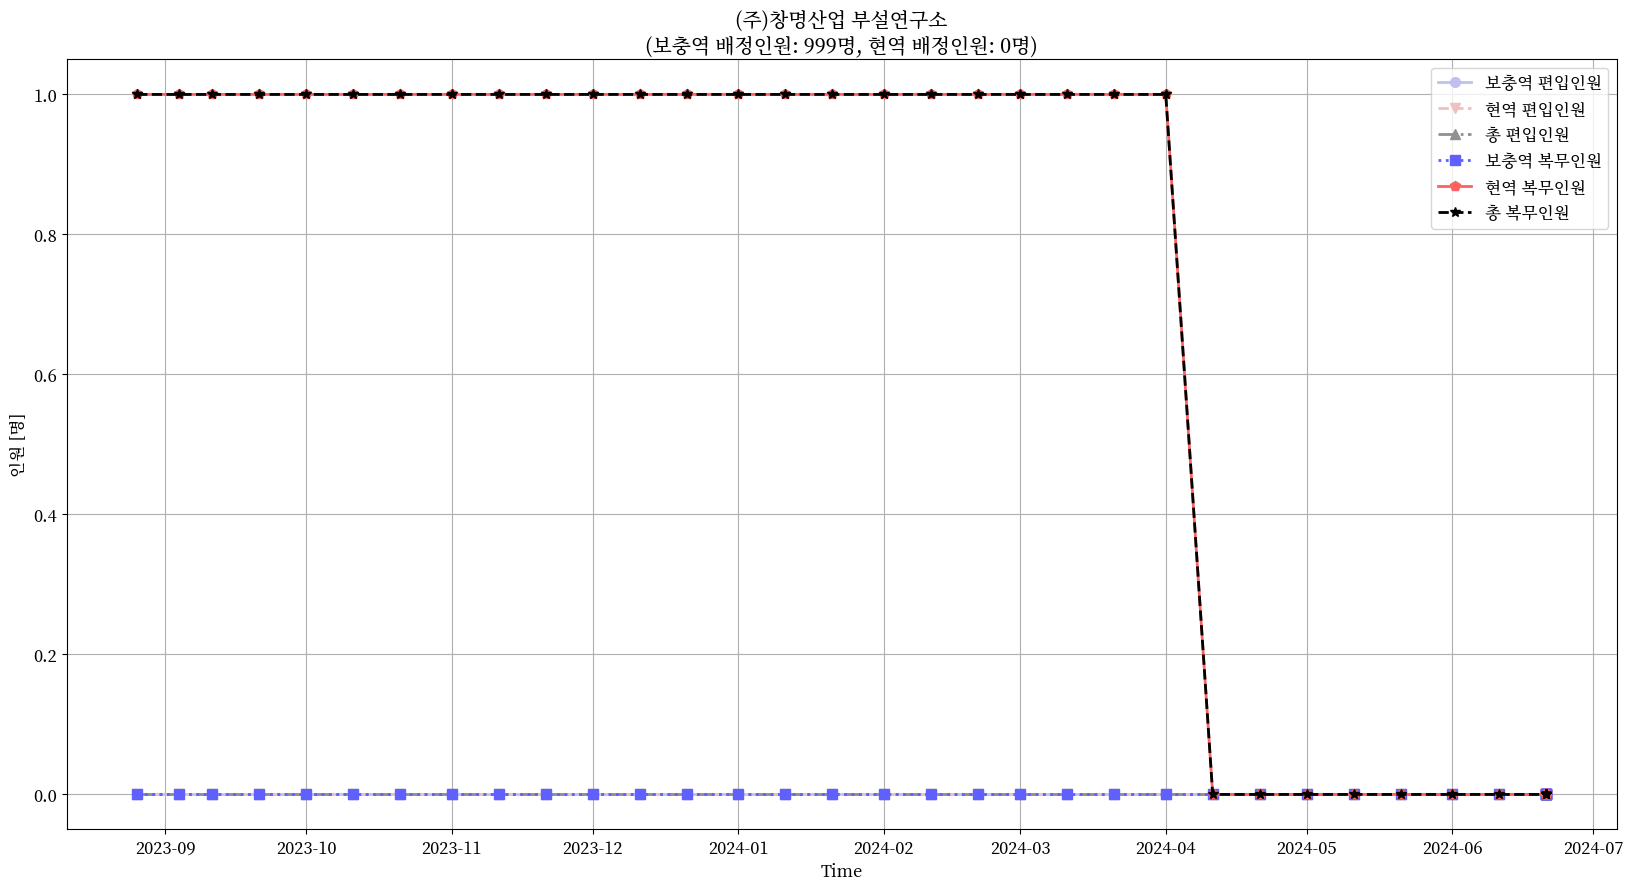 (주)창명산업 부설연구소
(보충역 배정인원: 999명, 현역 배정인원: 0명)
보충역 편입인원
현역 편입인원
총 편입인원
보충역 복무인원
현역 복무인원
총 복무인원
인원 [명]
1.0
0.8
0.6
0.4
0.2
0.0
2023-09
2023-10
2023-11
2023-12
2024-01
2024-02
2024-03
2024-04
2024-05
2024-06
2024-07
Time